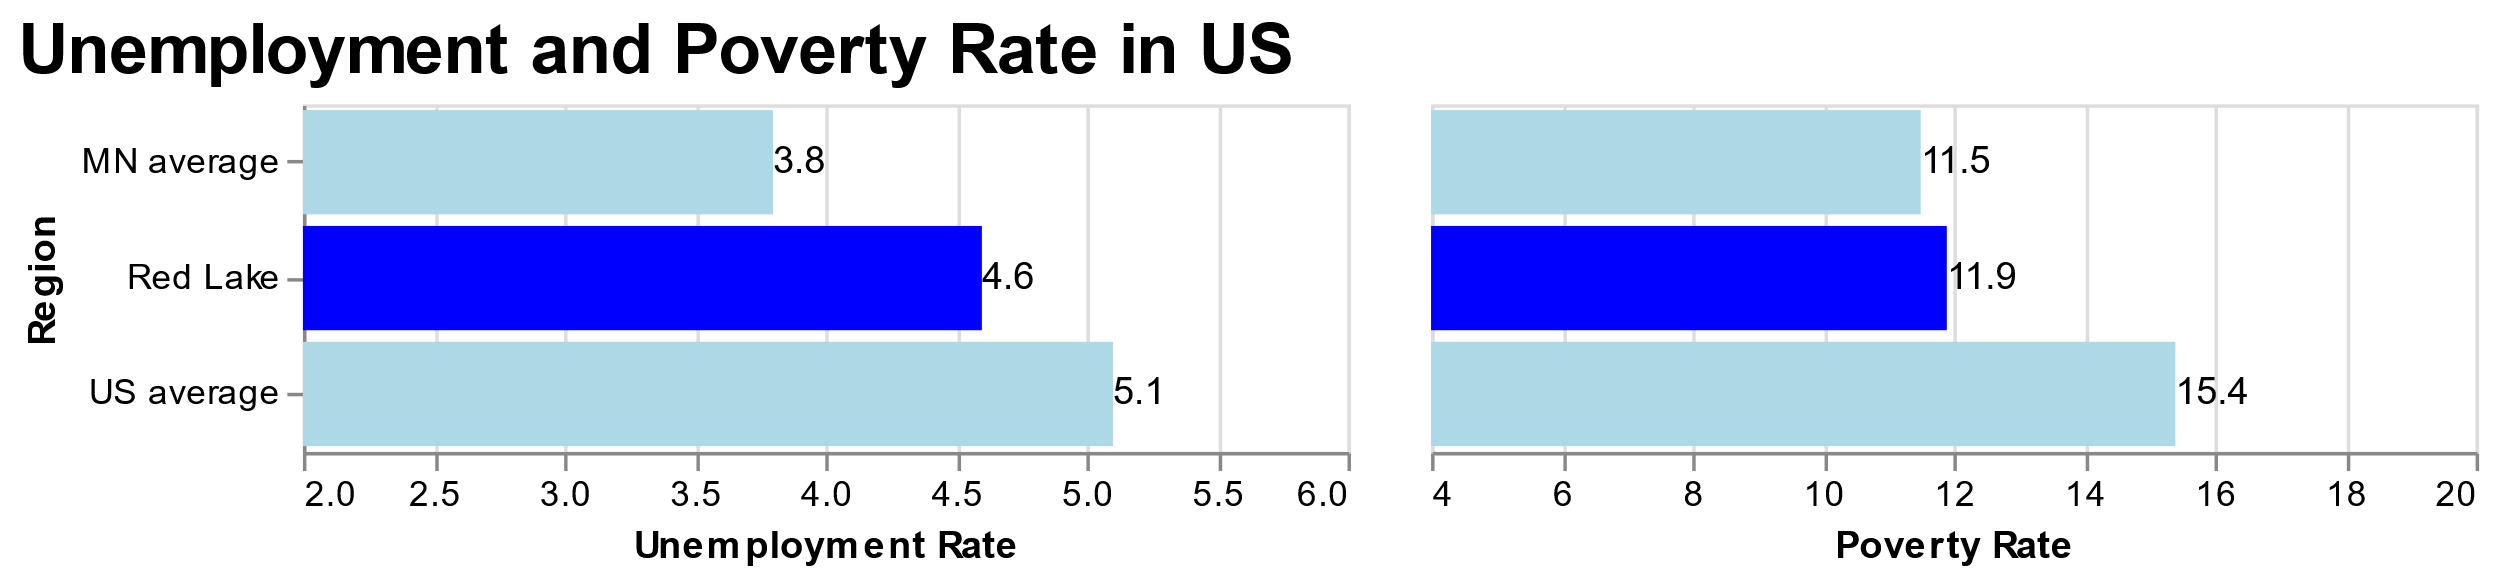 Unemployment and Poverty Rate in US
Region
MN average
Red Lake
US average
3.8
4.6
5.1
2.0 2.5 3.0 3.5 4.0 4.5 5.0 5.5 6.0
Unemployment Rate
11.5
11.9
15.4
4 6 8 10 12 14 16 18 20
Poverty Rate